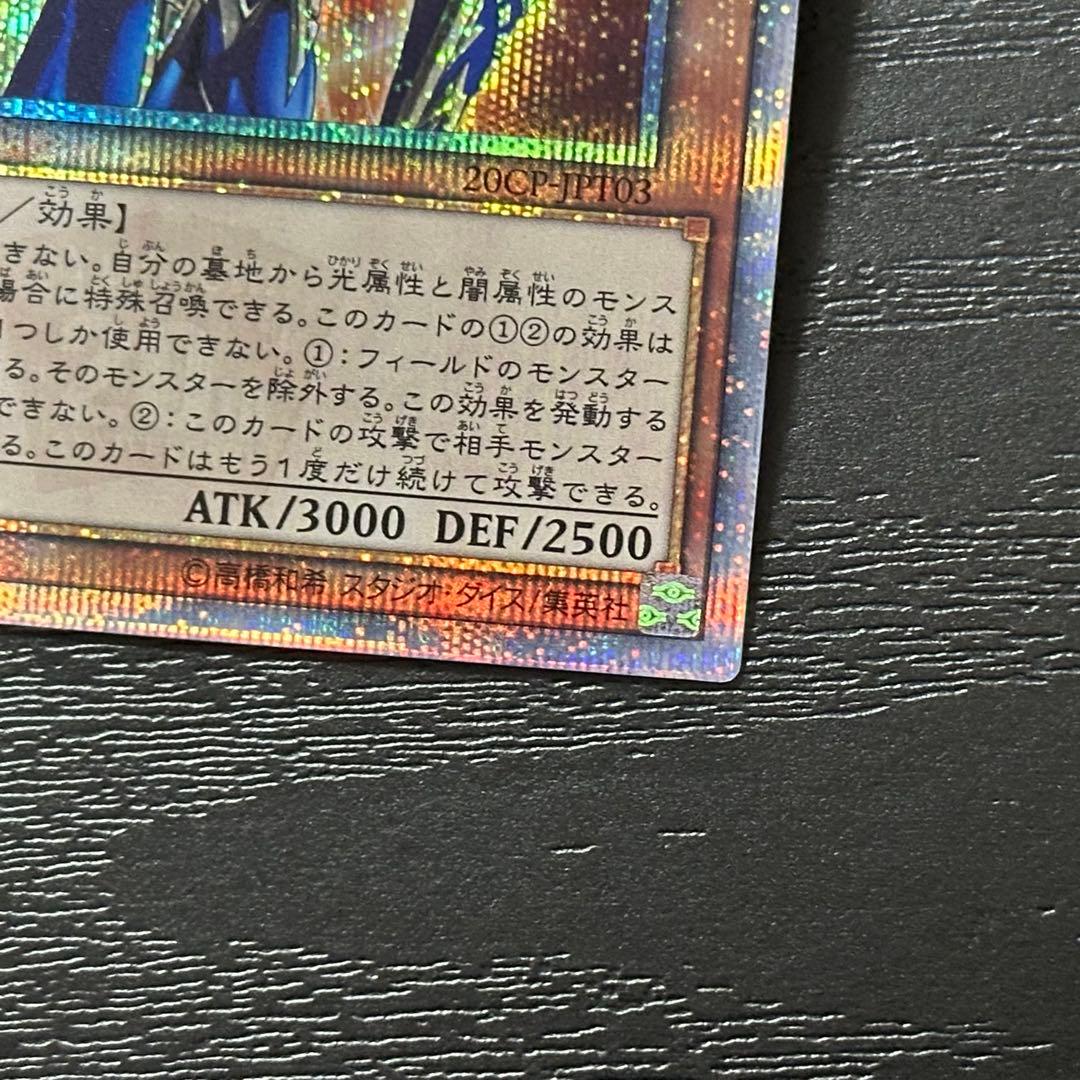 20CP-JPT03
／効果】
きない。自分の墓地から光属性と闇属性のモンス
場合に特殊召喚できる。このカードの①②の効果は
1つしか使用できない。①：フィールドのモンスター
る。そのモンスターを除外する。この効果を発動する
できない。②：このカードの攻撃で相手モンスター
る。このカードはもう1度だけ続けて攻撃できる。
ATK/3000 DEF/2500
©高橋和希 スタジオ・ダイス/集英社